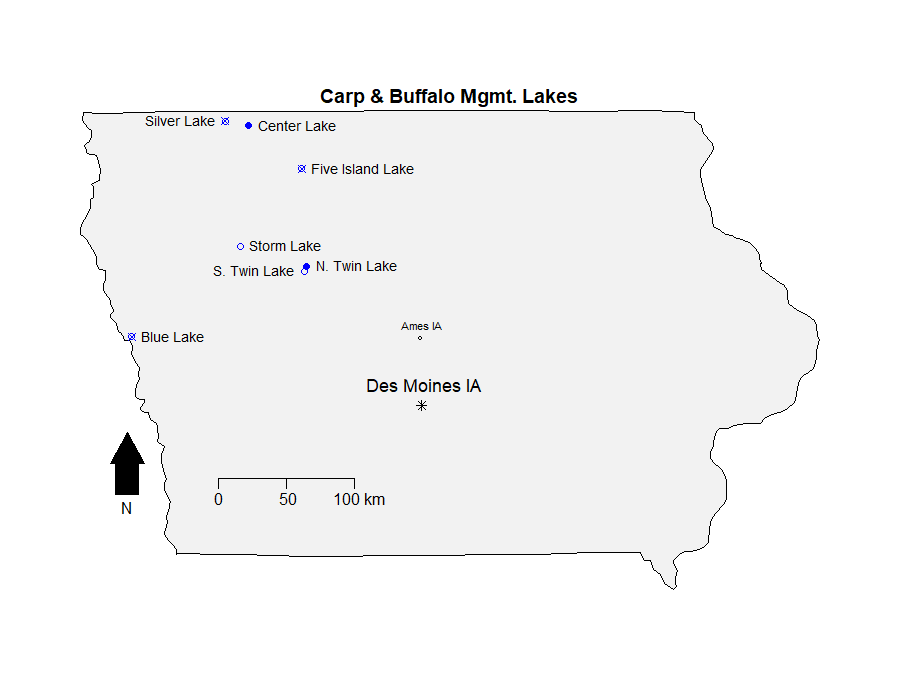 Carp & Buffalo Mgmt. Lakes
Silver Lake
Center Lake
Five Island Lake
Storm Lake
N. Twin Lake
S. Twin Lake
Ames IA
Blue Lake
Des Moines IA
0 50 100 km
N